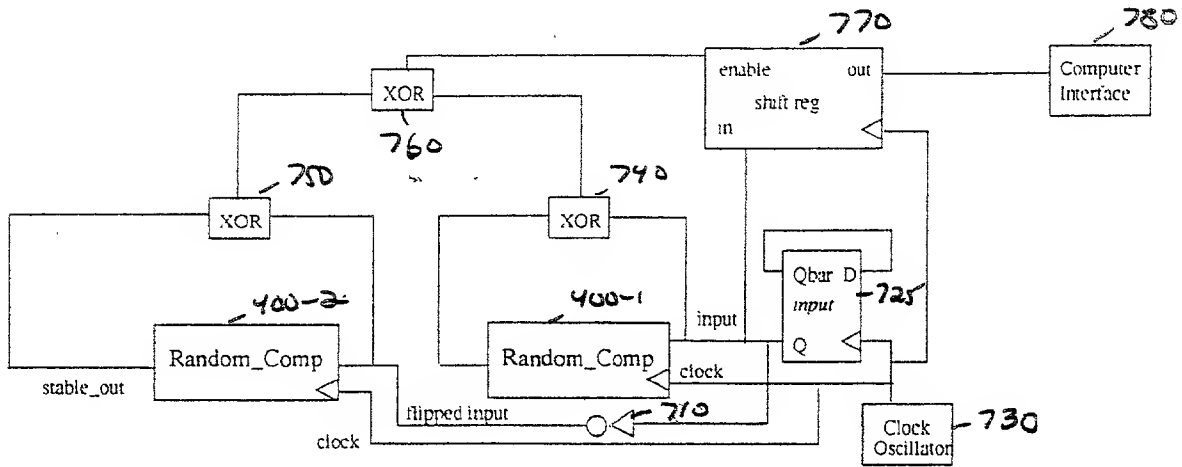 770
780
enable out
shift reg
in
Computer
Interface
XOR
760
750
740
XOR
XOR
Qbar D
input
Q
725
400-2
400-1
input
Random_Comp
Random_Comp
clock
stable_out
flipped input
710
clock
Clock
Oscillator
730